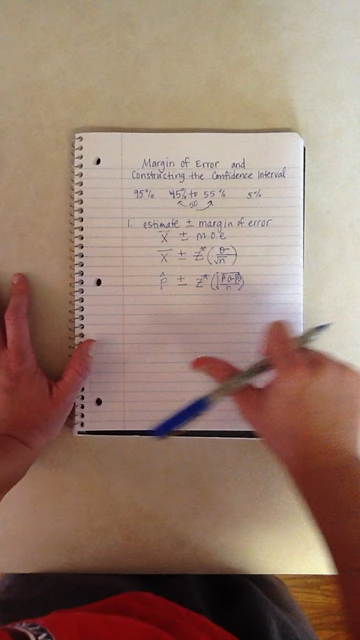 Margin of Error and
Constructing the Confidence Interval
95% 45% to 55% 5%
50
1. estimate ± margin of error
x̄ ± m.o.e
x̄ ± z*(σ/√n)
p̂ ± z*(√p(1-p)/n)